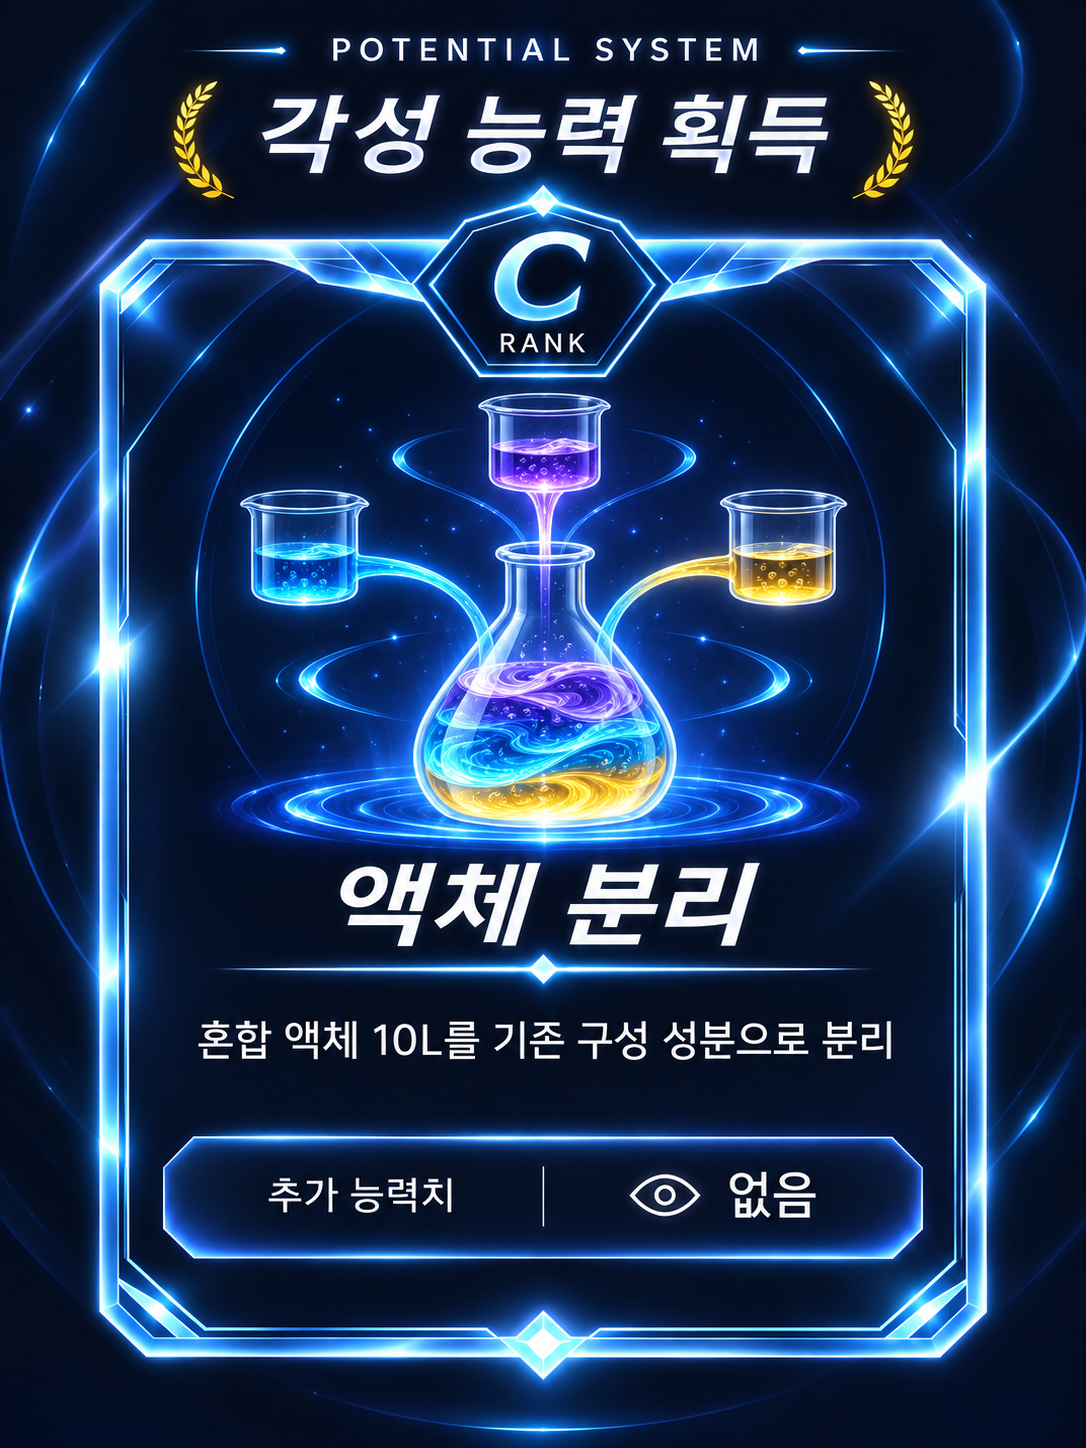 POTENTIAL SYSTEM
각성 능력 획득
C
RANK
액체 분리
혼합 액체 10L를 기존 구성 성분으로 분리
추가 능력치
없음